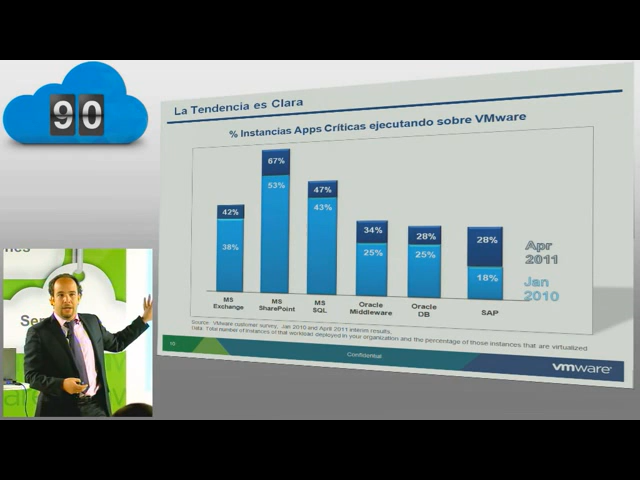 90
La Tendencia es Clara
% Instancias Apps Críticas ejecutando sobre VMware
67%
53%
47%
43%
42%
38%
34%
25%
28%
25%
28%
18%
Apr
2011
Jan
2010
MS
Exchange
MS
SharePoint
MS
SQL
Oracle
Middleware
Oracle
DB
SAP
Source: VMware customer survey, Jan 2010 and April 2011 interim results,
Data: Total number of instances of that workload deployed in your organization and the percentage of those instances that are virtualized
10
Confidential
vmware